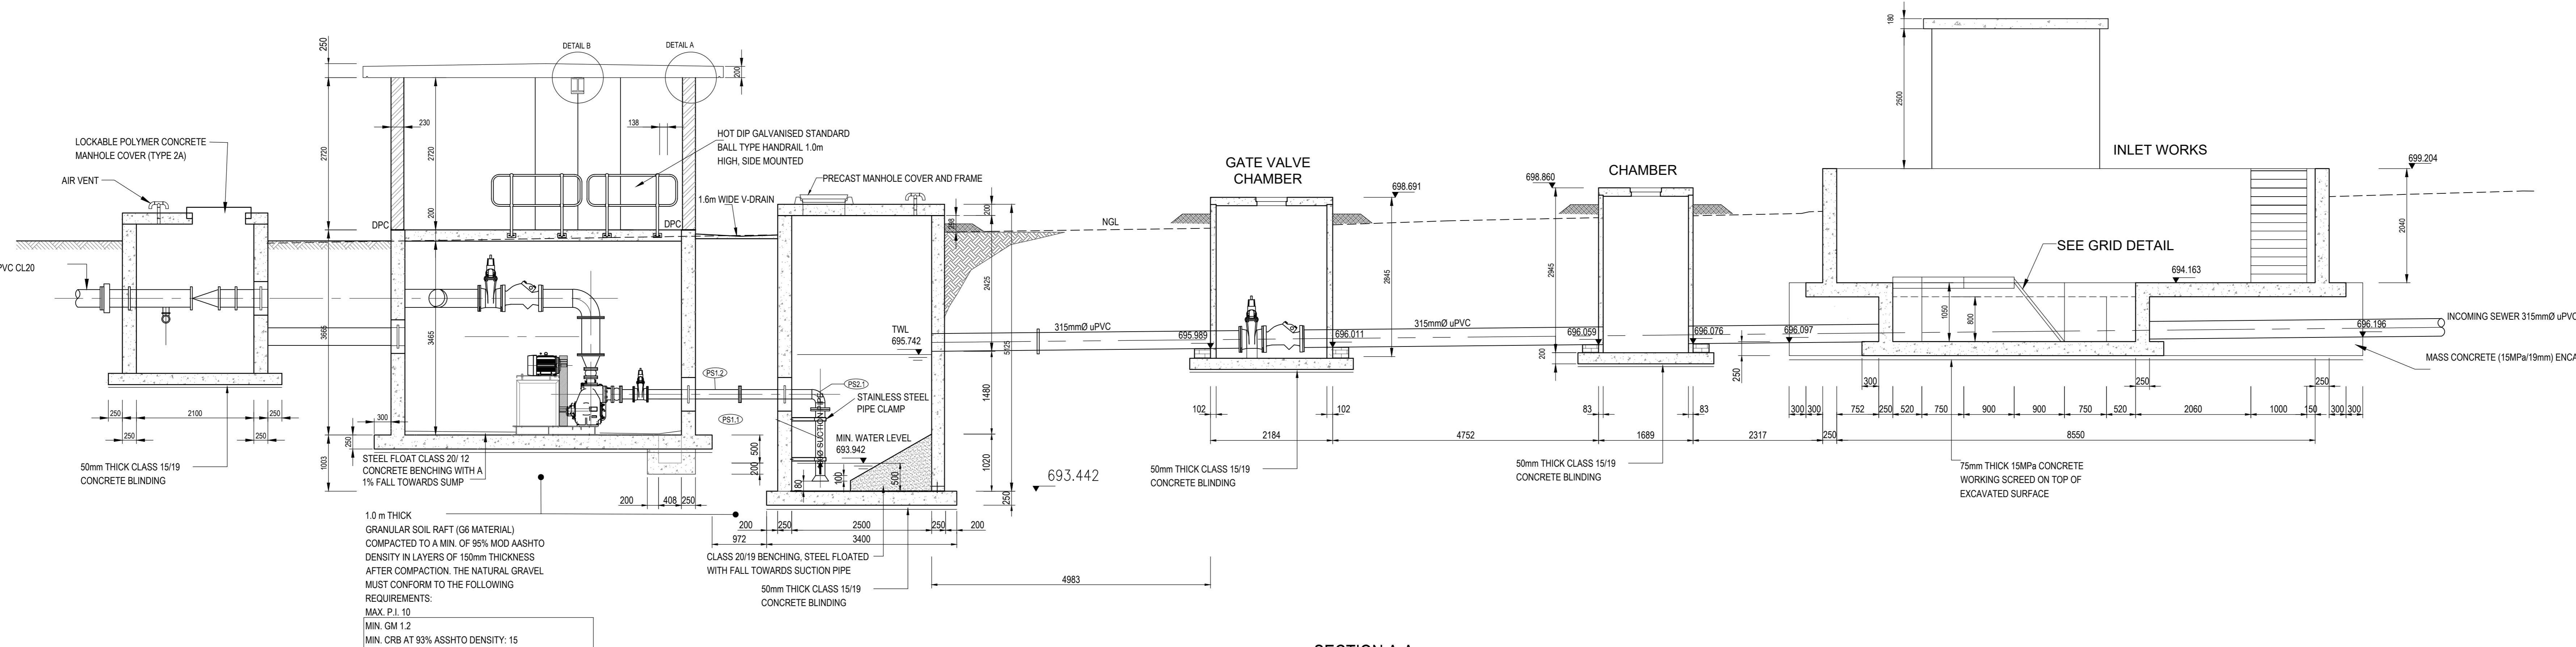 250
DETAIL B
DETAIL A
200
180
2500
LOCKABLE POLYMER CONCRETE
MANHOLE COVER (TYPE 2A)
AIR VENT
2720
2720
230
138
HOT DIP GALVANISED STANDARD
BALL TYPE HANDRAIL 1.0m
HIGH, SIDE MOUNTED
PRECAST MANHOLE COVER AND FRAME
1.6m WIDE V-DRAIN
200
DPC
DPC
200
298
NGL
GATE VALVE
CHAMBER
698.691
CHAMBER
698.860
INLET WORKS
699.204
2040
PVC CL20
3665
3465
2425
5325
2845
2945
SEE GRID DETAIL
694.163
1050
800
TWL
695.742
315mmØ uPVC
695.989
696.011
315mmØ uPVC
696.059
696.076
696.097
696.196
INCOMING SEWER 315mmØ uPVC
MASS CONCRETE (15MPa/19mm) ENCA
200
250
PS1.2
PS2.1
PS1.1
STAINLESS STEEL
PIPE CLAMP
Ø SUCTION
1480
MIN. WATER LEVEL
693.942
1020
250
2100
250
250
250
300
250
1003
500
200
180
100
500
250
693.442
50mm THICK CLASS 15/19
CONCRETE BLINDING
STEEL FLOAT CLASS 20/ 12
CONCRETE BENCHING WITH A
1% FALL TOWARDS SUMP
200
408
250
102
102
2184
4752
83
83
1689
2317
300
300
300
752
250
520
750
900
900
750
520
250
2060
1000
150
250
300
300
250
8550
50mm THICK CLASS 15/19
CONCRETE BLINDING
50mm THICK CLASS 15/19
CONCRETE BLINDING
75mm THICK 15MPa CONCRETE
WORKING SCREED ON TOP OF
EXCAVATED SURFACE
200
250
2500
250
200
972
3400
4983
CLASS 20/19 BENCHING, STEEL FLOATED
WITH FALL TOWARDS SUCTION PIPE
50mm THICK CLASS 15/19
CONCRETE BLINDING
1.0 m THICK
GRANULAR SOIL RAFT (G6 MATERIAL)
COMPACTED TO A MIN. OF 95% MOD AASHTO
DENSITY IN LAYERS OF 150mm THICKNESS
AFTER COMPACTION. THE NATURAL GRAVEL
MUST CONFORM TO THE FOLLOWING
REQUIREMENTS:
MAX. P.I. 10
MIN. GM 1.2
MIN. CRB AT 93% ASSHTO DENSITY: 15
SECTION A-A